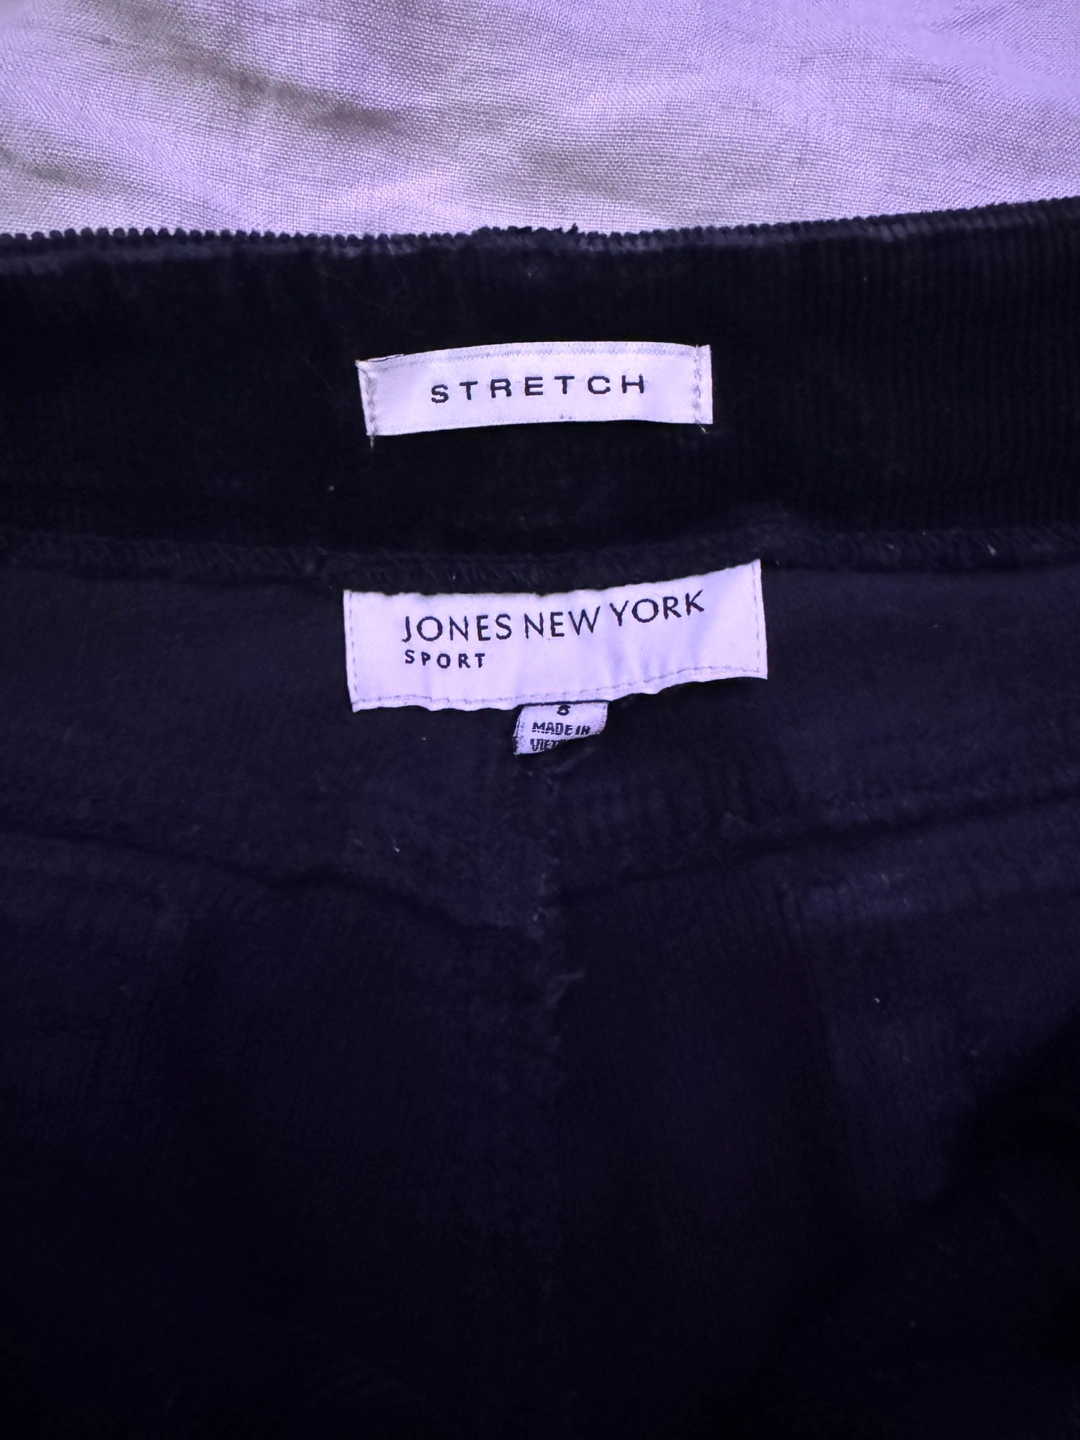 STRETCH
JONES NEW YORK
SPORT
MADE IN